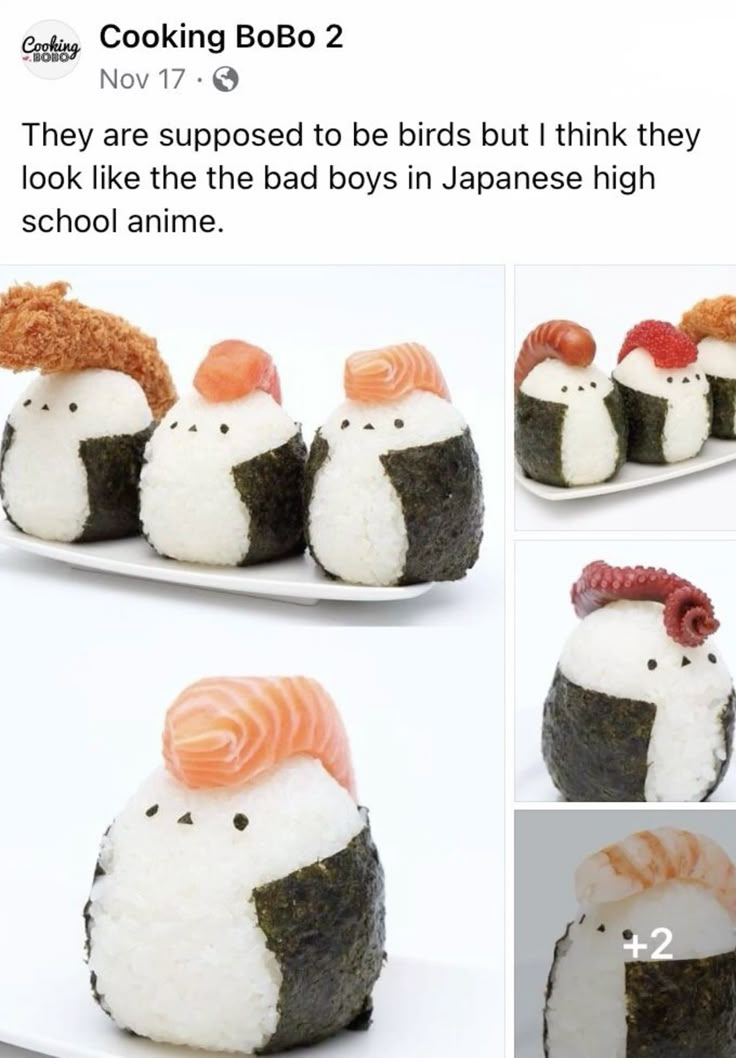 Cooking
BOBO
Cooking BoBo 2
Nov 17 ·
They are supposed to be birds but I think they
look like the the bad boys in Japanese high
school anime.
+2